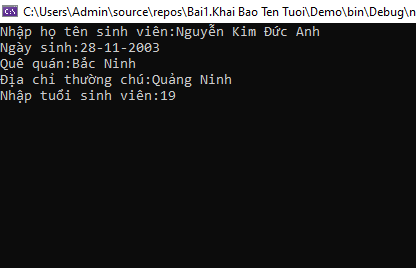 C:\Users\Admin\source\repos\Bai1.Khai Bao Ten Tuoi\Demo\bin\Debug\n
Nhập họ tên sinh viên:Nguyễn Kim Đức Anh
Ngày sinh:28-11-2003
Quê quán:Bắc Ninh
Địa chỉ thường chú:Quảng Ninh
Nhập tuổi sinh viên:19